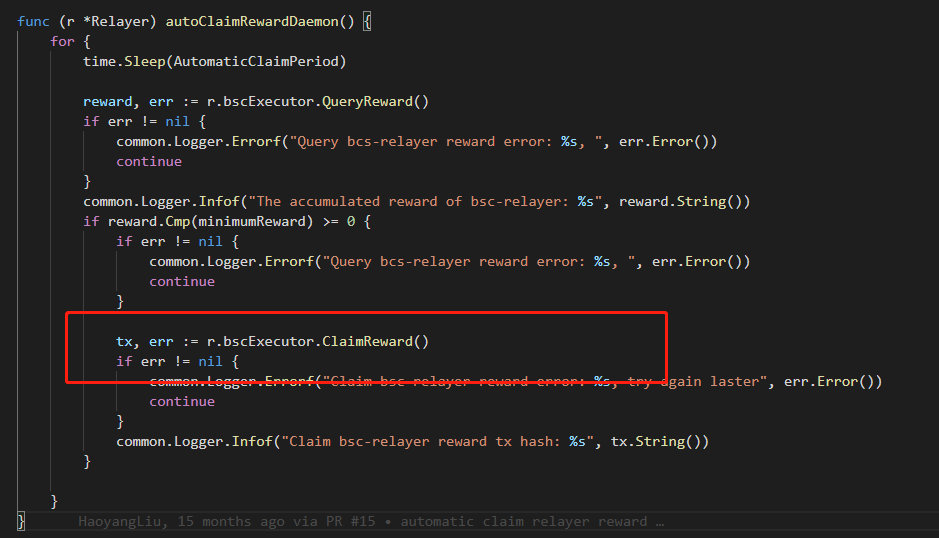 func (r *Relayer) autoClaimRewardDaemon() {
for {
time.Sleep(AutomaticClaimPeriod)
reward, err := r.bscExecutor.QueryReward()
if err != nil {
common.Logger.Errorf("Query bcs-relayer reward error: %s, ", err.Error())
continue
}
common.Logger.Infof("The accumulated reward of bsc-relayer: %s", reward.String())
if reward.Cmp(minimumReward) >= 0 {
if err != nil {
common.Logger.Errorf("Query bcs-relayer reward error: %s, ", err.Error())
continue
}
tx, err := r.bscExecutor.ClaimReward()
if err != nil {
common.Logger.Errorf("Claim bsc-relayer reward error: %s, try again laster", err.Error())
continue
}
common.Logger.Infof("Claim bsc-relayer reward tx hash: %s", tx.String())
}
}
} HaoyangLiu, 15 months ago via PR #15 • automatic claim relayer reward …